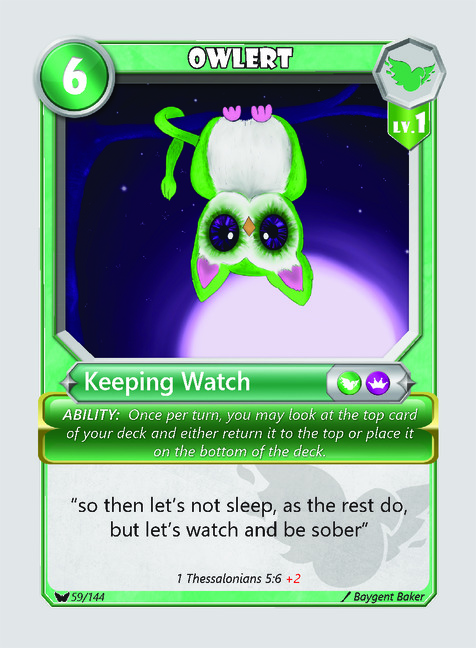 OWLERT
6
LV.1
Keeping Watch
ABILITY: Once per turn, you may look at the top card
of your deck and either return it to the top or place it
on the bottom of the deck.
"so then let's not sleep, as the rest do,
but let's watch and be sober"
1 Thessalonians 5:6 +2
59/144
Baygent Baker